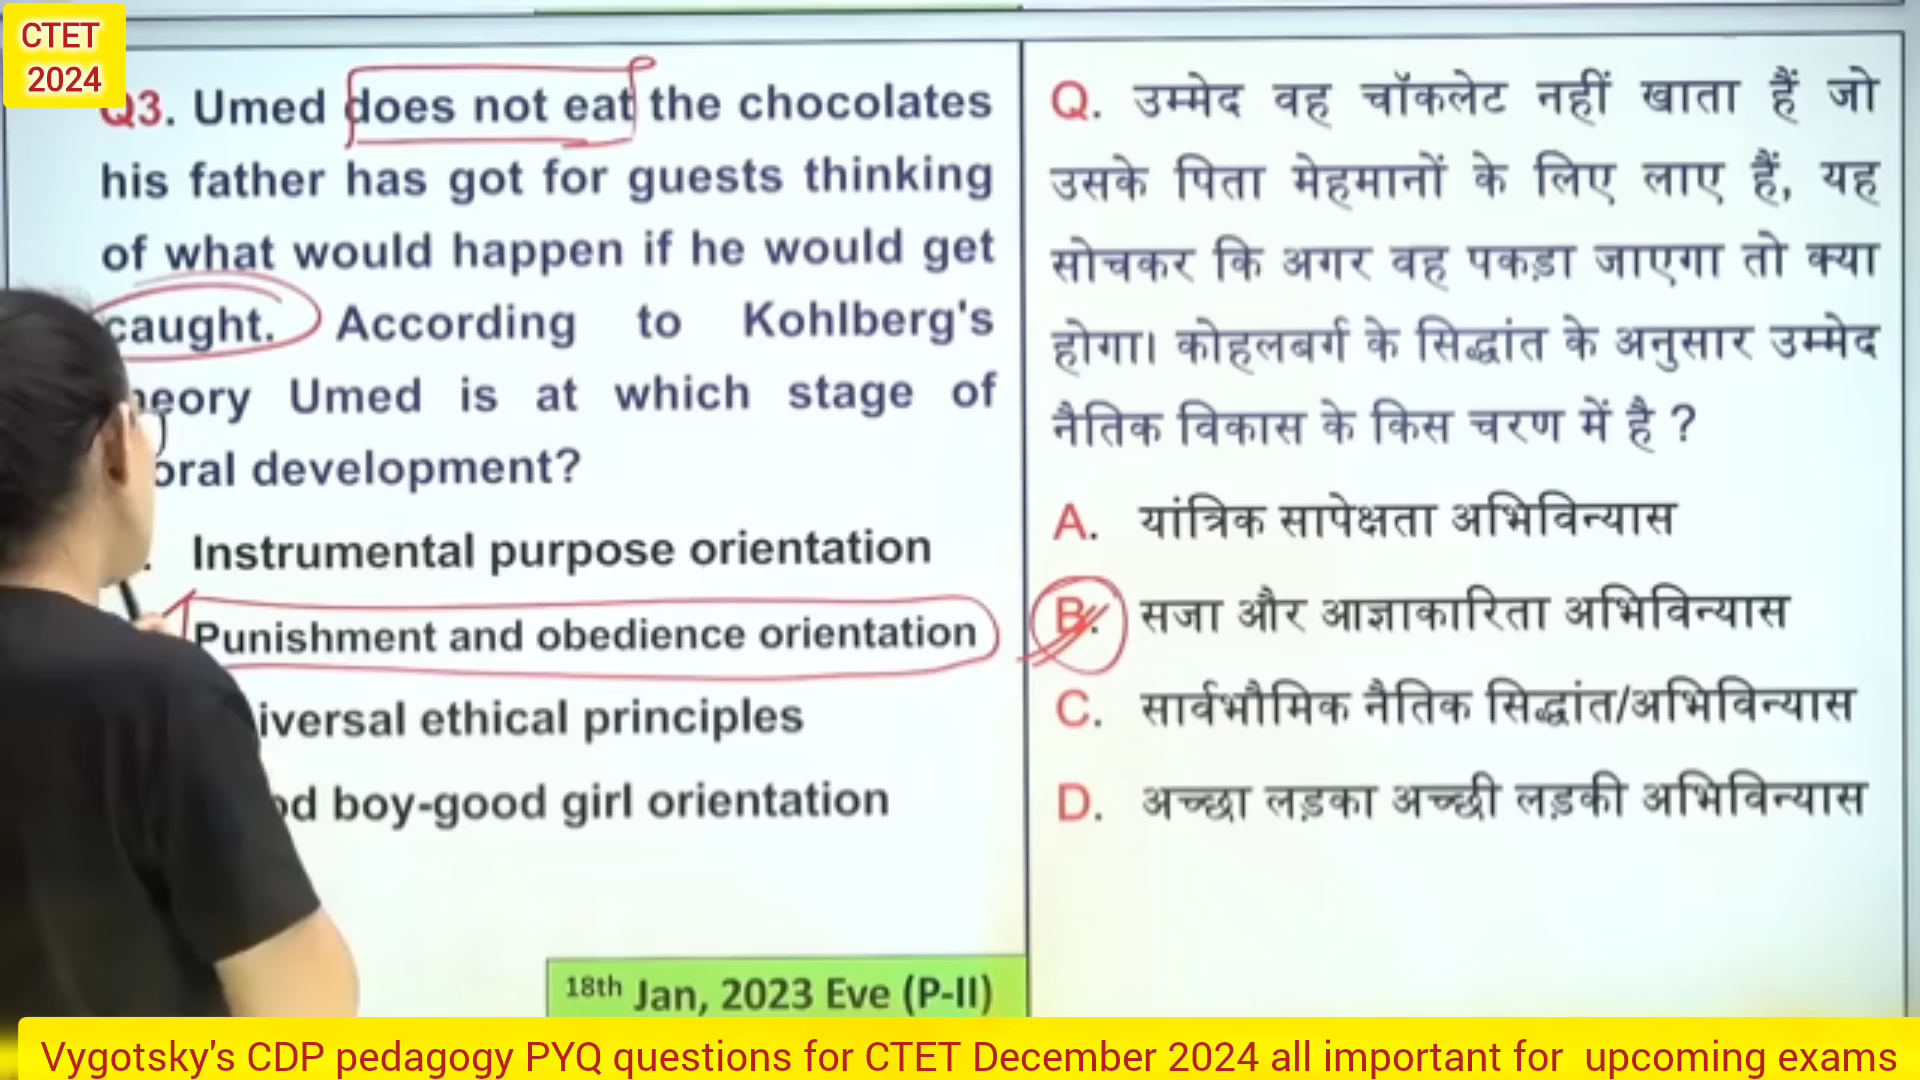 CTET
2024
Q3. Umed does not eat the chocolates
his father has got for guests thinking
of what would happen if he would get
caught. According to Kohlberg's
heory Umed is at which stage of
oral development?
. Instrumental purpose orientation
Punishment and obedience orientation
iversal ethical principles
od boy-good girl orientation
18th Jan, 2023 Eve (P-II)
Q. उम्मेद वह चॉकलेट नहीं खाता हैं जो
उसके पिता मेहमानों के लिए लाए हैं, यह
सोचकर कि अगर वह पकड़ा जाएगा तो क्या
होगा। कोहलबर्ग के सिद्धांत के अनुसार उम्मेद
नैतिक विकास के किस चरण में है ?
A. यांत्रिक सापेक्षता अभिविन्यास
B. सजा और आज्ञाकारिता अभिविन्यास
C. सार्वभौमिक नैतिक सिद्धांत/अभिविन्यास
D. अच्छा लड़का अच्छी लड़की अभिविन्यास
Vygotsky's CDP pedagogy PYQ questions for CTET December 2024 all important for upcoming exams